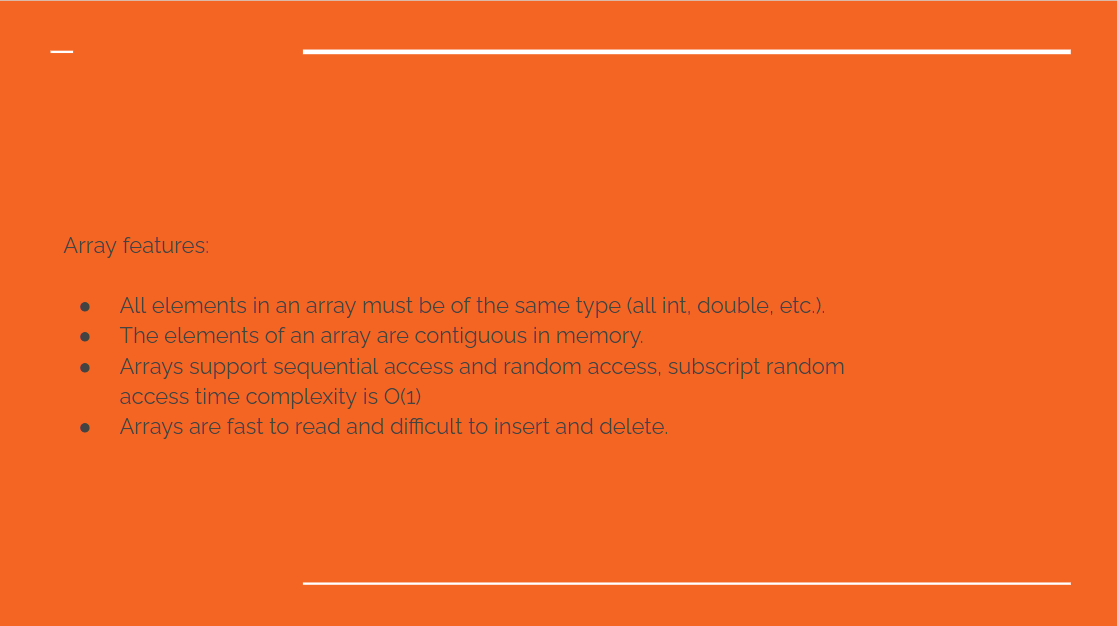 Array features:
● All elements in an array must be of the same type (all int, double, etc.).
● The elements of an array are contiguous in memory.
● Arrays support sequential access and random access, subscript random
access time complexity is O(1)
● Arrays are fast to read and difficult to insert and delete.